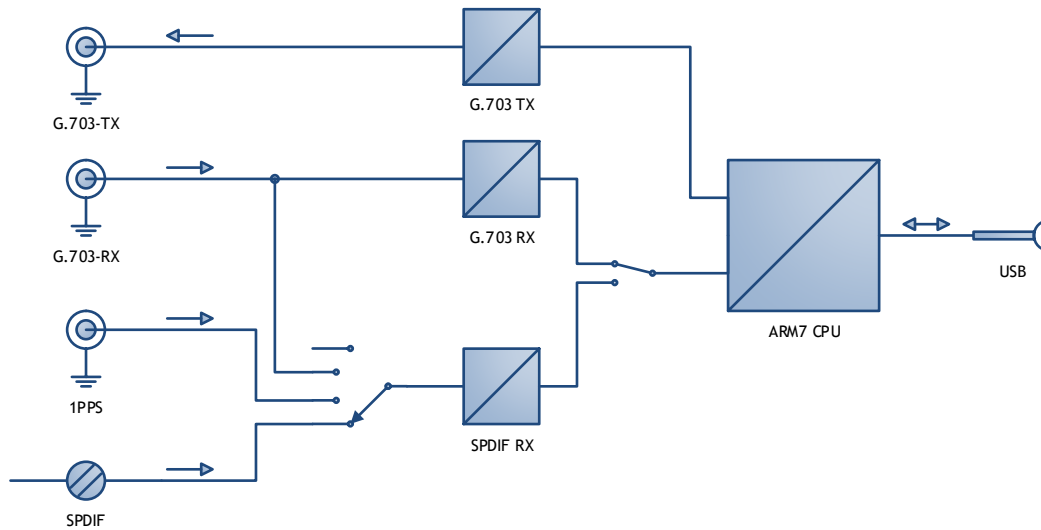 G.703 TX
G.703-TX
G.703 RX
G.703-RX
USB
ARM7 CPU
1PPS
SPDIF RX
SPDIF